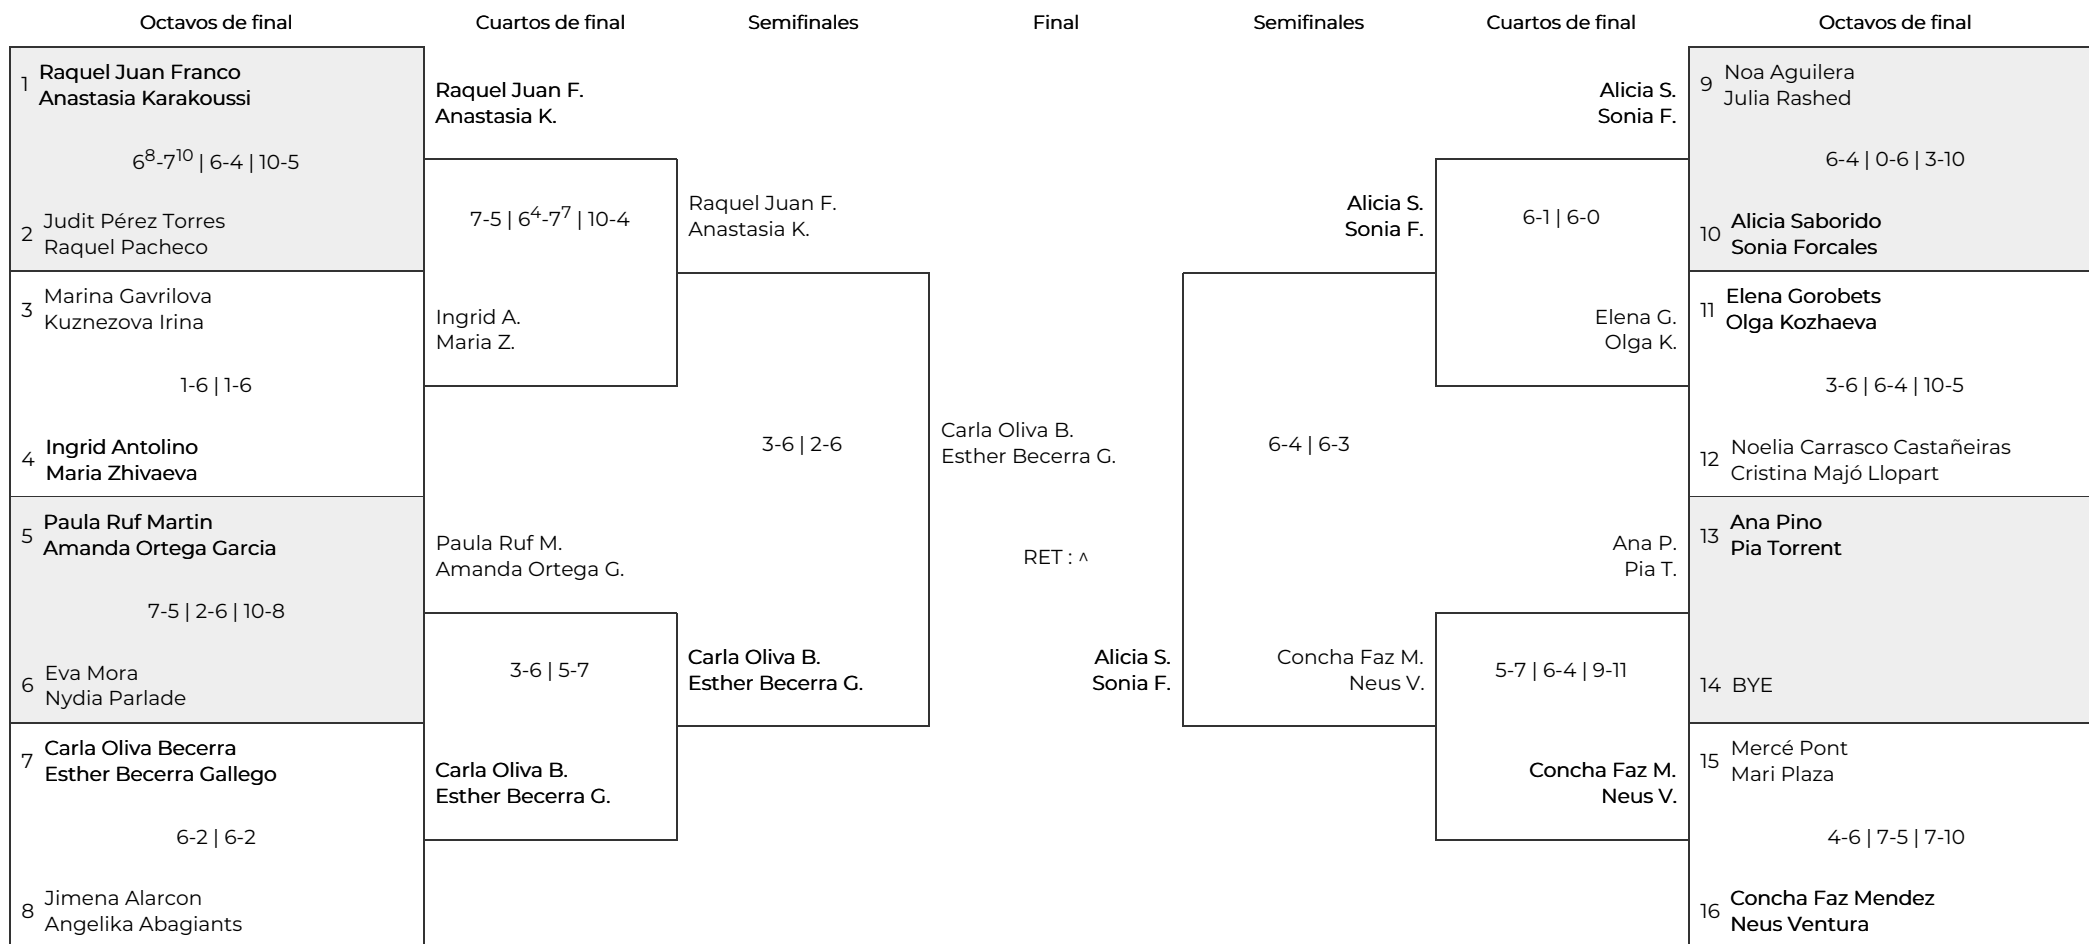 Octavos de final
Cuartos de final
Semifinales
Final
Semifinales
Cuartos de final
Octavos de final
1 Raquel Juan Franco
Anastasia Karakoussi
6⁸-7¹⁰ | 6-4 | 10-5
2 Judit Pérez Torres
Raquel Pacheco
3 Marina Gavrilova
Kuznezova Irina
1-6 | 1-6
4 Ingrid Antolino
Maria Zhivaeva
5 Paula Ruf Martin
Amanda Ortega Garcia
7-5 | 2-6 | 10-8
6 Eva Mora
Nydia Parlade
7 Carla Oliva Becerra
Esther Becerra Gallego
6-2 | 6-2
8 Jimena Alarcon
Angelika Abagiants
Raquel Juan F.
Anastasia K.
7-5 | 6⁴-7⁷ | 10-4
Ingrid A.
Maria Z.
Paula Ruf M.
Amanda Ortega G.
3-6 | 5-7
Carla Oliva B.
Esther Becerra G.
Raquel Juan F.
Anastasia K.
3-6 | 2-6
Carla Oliva B.
Esther Becerra G.
Carla Oliva B.
Esther Becerra G.
RET : ^
Alicia S.
Sonia F.
Alicia S.
Sonia F.
6-4 | 6-3
Concha Faz M.
Neus V.
Alicia S.
Sonia F.
6-1 | 6-0
Elena G.
Olga K.
Ana P.
Pia T.
5-7 | 6-4 | 9-11
Concha Faz M.
Neus V.
9 Noa Aguilera
Julia Rashed
6-4 | 0-6 | 3-10
10 Alicia Saborido
Sonia Forcales
11 Elena Gorobets
Olga Kozhaeva
3-6 | 6-4 | 10-5
12 Noelia Carrasco Castañeiras
Cristina Majó Llopart
13 Ana Pino
Pia Torrent
14 BYE
15 Mercé Pont
Mari Plaza
4-6 | 7-5 | 7-10
16 Concha Faz Mendez
Neus Ventura